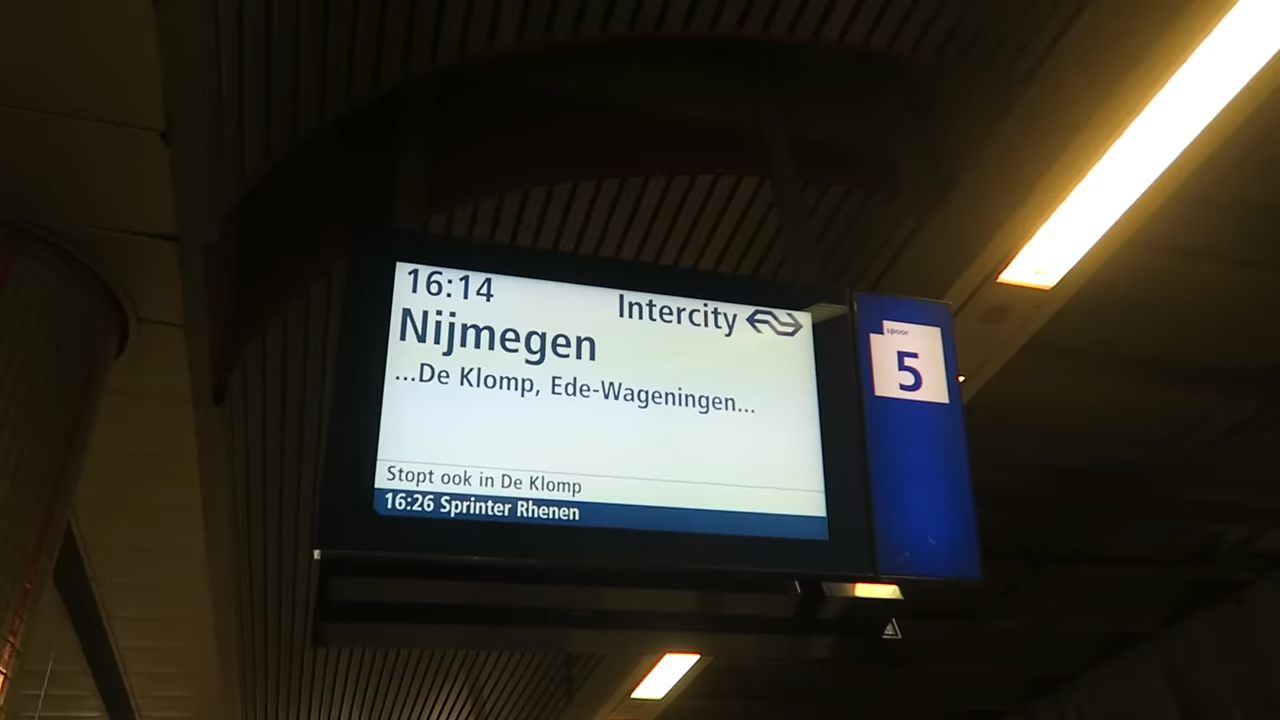 16:14
Intercity
Nijmegen
...De Klomp, Ede-Wageningen...
Stopt ook in De Klomp
16:26 Sprinter Rhenen
spoor
5